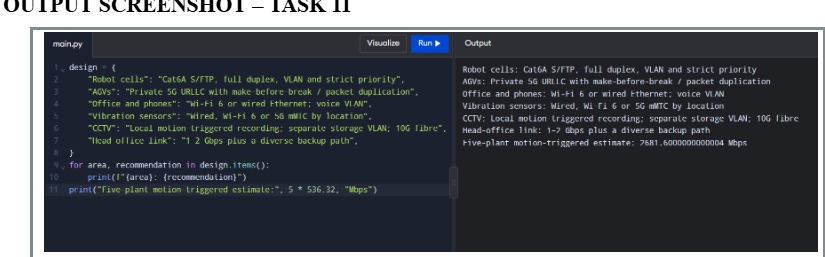 OUTPUT SCREENSHOT – TASK II
main.py
Visualize
Run
Output
1 design = {
2 "Robot cells": "Cat6A S/FTP, full duplex, VLAN and strict priority",
3 "AGVs": "Private 5G URLLC with make-before-break / packet duplication",
4 "Office and phones": "Wi-Fi 6 or wired Ethernet; voice VLAN",
5 "Vibration sensors": "Wired, Wi-Fi 6 or 5G mMTC by location",
6 "CCTV": "Local motion triggered recording; separate storage VLAN; 10G fibre",
7 "Head office link": "1 2 Gbps plus a diverse backup path",
8 }
9 for area, recommendation in design.items():
10 print(f"{area}: {recommendation}")
11 print("Five-plant motion-triggered estimate:", 5 * 536.32, "Mbps")
Robot cells: Cat6A S/FTP, full duplex, VLAN and strict priority
AGVs: Private 5G URLLC with make-before-break / packet duplication
Office and phones: Wi-Fi 6 or wired Ethernet; voice VLAN
Vibration sensors: Wired, Wi-Fi 6 or 5G mMTC by location
CCTV: Local motion triggered recording; separate storage VLAN; 10G fibre
Head-office link: 1-2 Gbps plus a diverse backup path
Five-plant motion-triggered estimate: 2681.6000000000004 Mbps